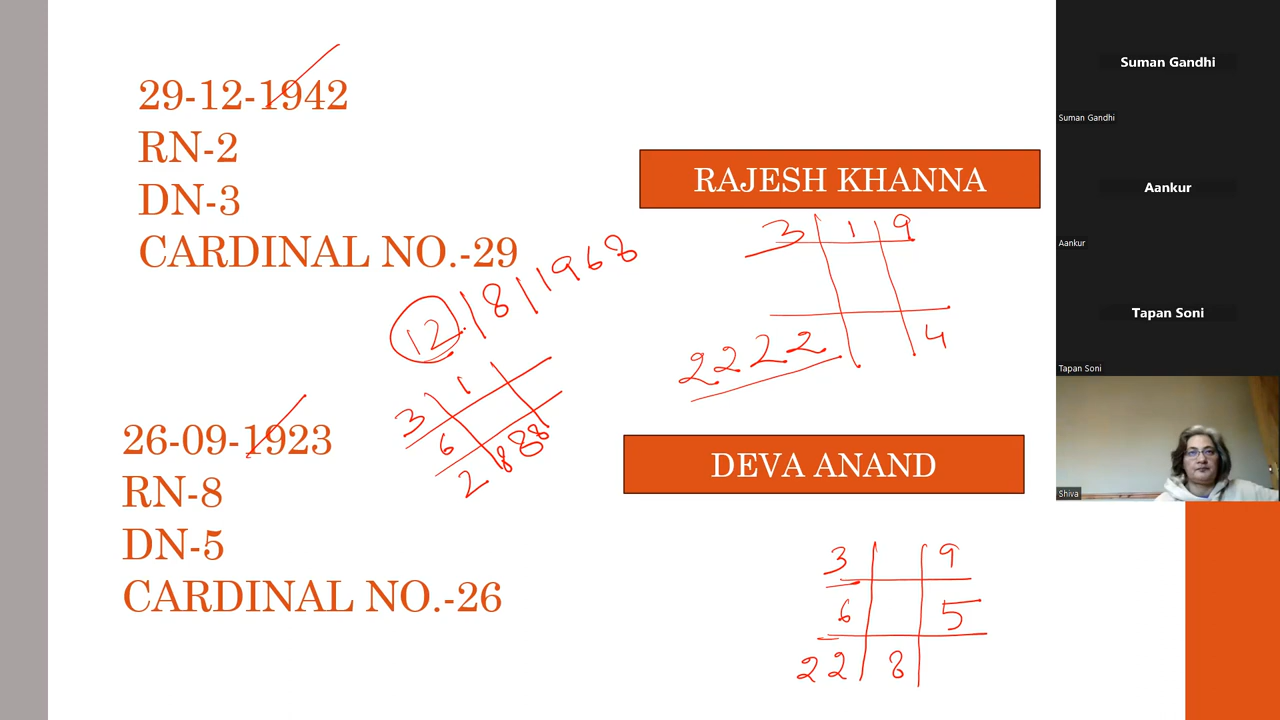 29-12-1942
RN-2
DN-3
CARDINAL NO.-29
RAJESH KHANNA
3 1 9
2222 4
12/8/1968
3 1
6
2 888
26-09-1923
RN-8
DN-5
CARDINAL NO.-26
DEVA ANAND
3 9
6 5
22 8
Suman Gandhi
Suman Gandhi
Aankur
Aankur
Tapan Soni
Tapan Soni
Shiva